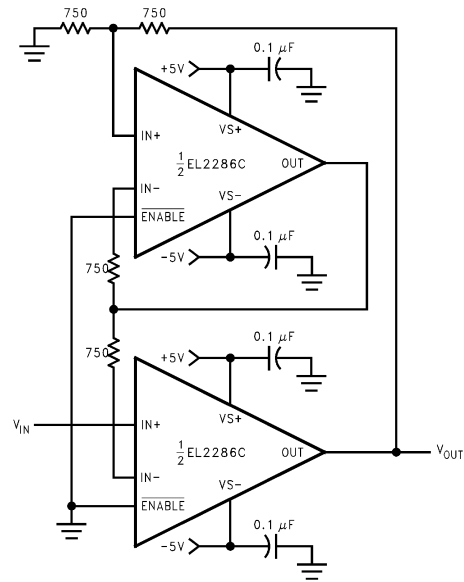 750 750
0.1 μF
+5V
VS+
IN+
1/2 EL2286C
OUT
IN-
VS-
ENABLE
0.1 μF
-5V
750
750
0.1 μF
+5V
VS+
VIN
IN+
1/2 EL2286C
OUT
VOUT
IN-
VS-
ENABLE
0.1 μF
-5V